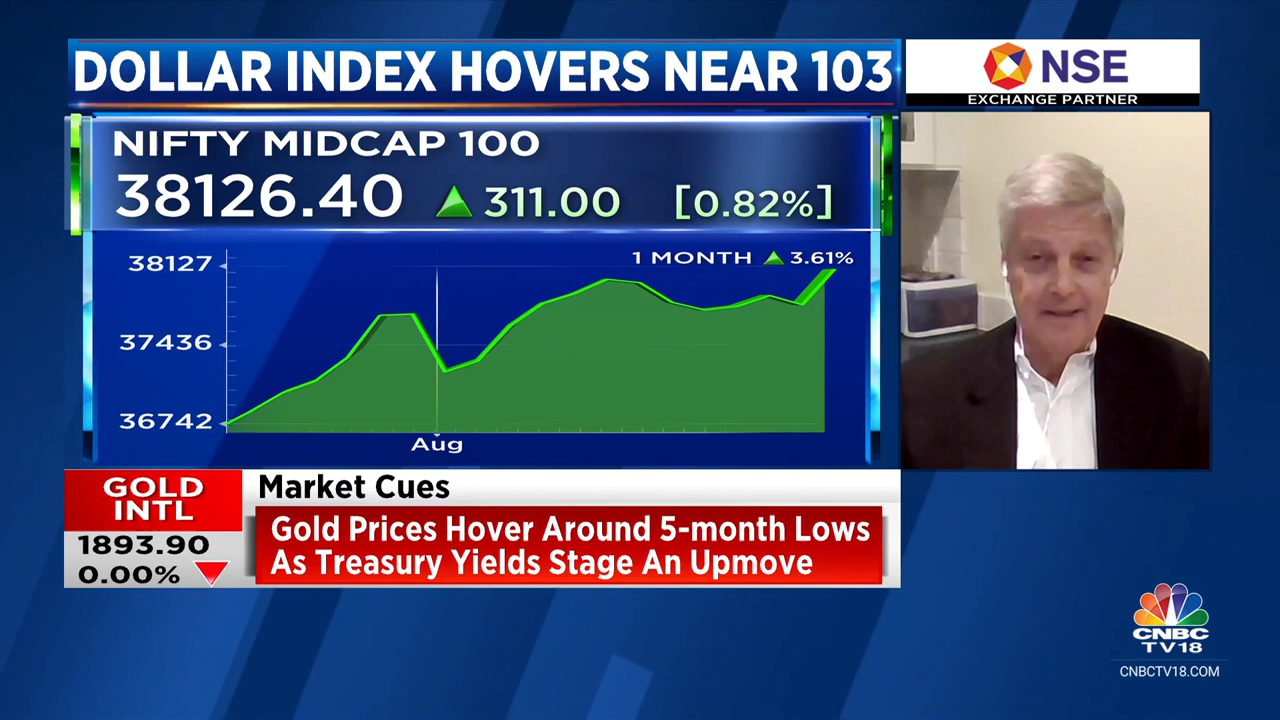 DOLLAR INDEX HOVERS NEAR 103
NSE
EXCHANGE PARTNER
NIFTY MIDCAP 100
38126.40 ▲ 311.00 [0.82%]
1 MONTH ▲ 3.61%
38127
37436
36742
Aug
GOLD
INTL
1893.90
0.00% ▼
Market Cues
Gold Prices Hover Around 5-month Lows
As Treasury Yields Stage An Upmove
CNBC
TV18
CNBCTV18.COM